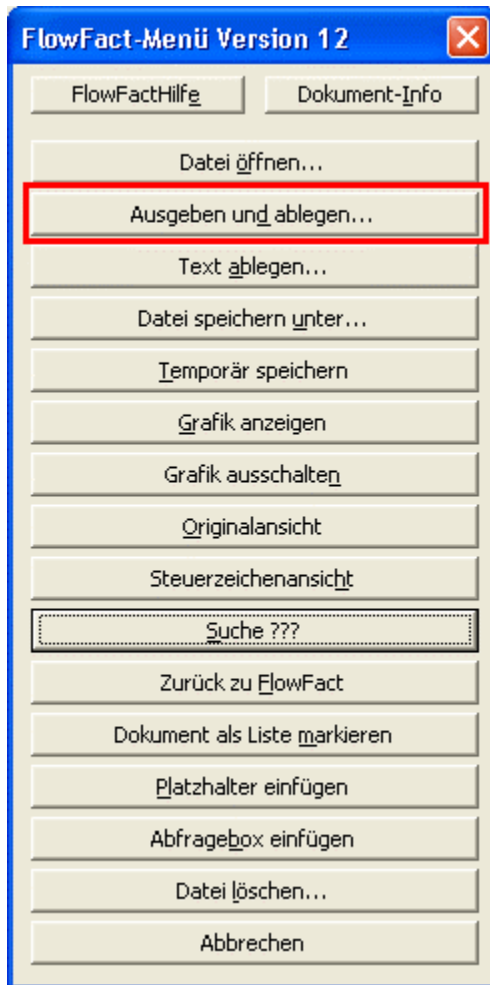 FlowFact-Menü Version 12
FlowFactHilfe Dokument-Info
Datei öffnen...
Ausgeben und ablegen...
Text ablegen...
Datei speichern unter...
Temporär speichern
Grafik anzeigen
Grafik ausschalten
Originalansicht
Steuerzeichenansicht
Suche ???
Zurück zu FlowFact
Dokument als Liste markieren
Platzhalter einfügen
Abfragebox einfügen
Datei löschen...
Abbrechen